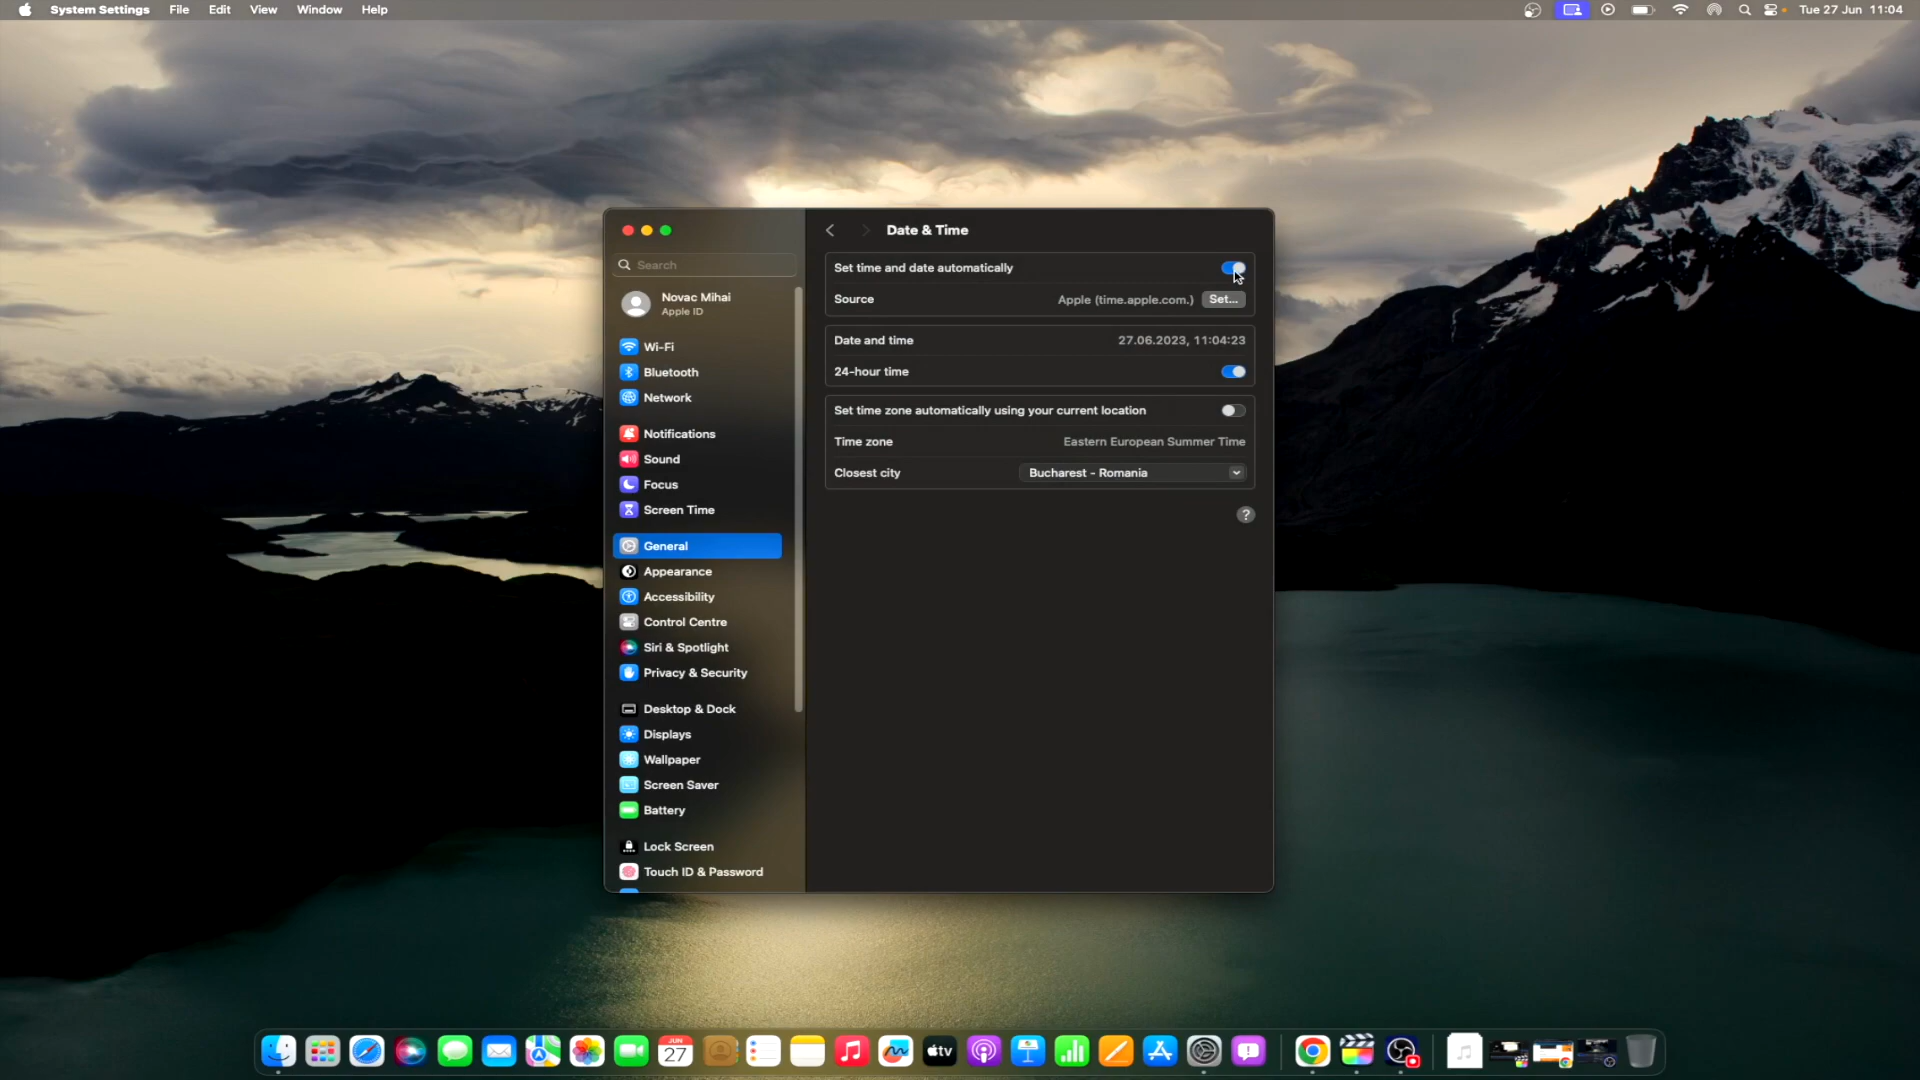 System Settings File Edit View Window Help
Tue 27 Jun 11:04
Date & Time
Search
Novac Mihai
Apple ID
Wi-Fi
Bluetooth
Network
Notifications
Sound
Focus
Screen Time
General
Appearance
Accessibility
Control Centre
Siri & Spotlight
Privacy & Security
Desktop & Dock
Displays
Wallpaper
Screen Saver
Battery
Lock Screen
Touch ID & Password
Set time and date automatically
Source Apple (time.apple.com.) Set...
Date and time 27.06.2023, 11:04:23
24-hour time
Set time zone automatically using your current location
Time zone Eastern European Summer Time
Closest city Bucharest - Romania
?
JUN
27
tv